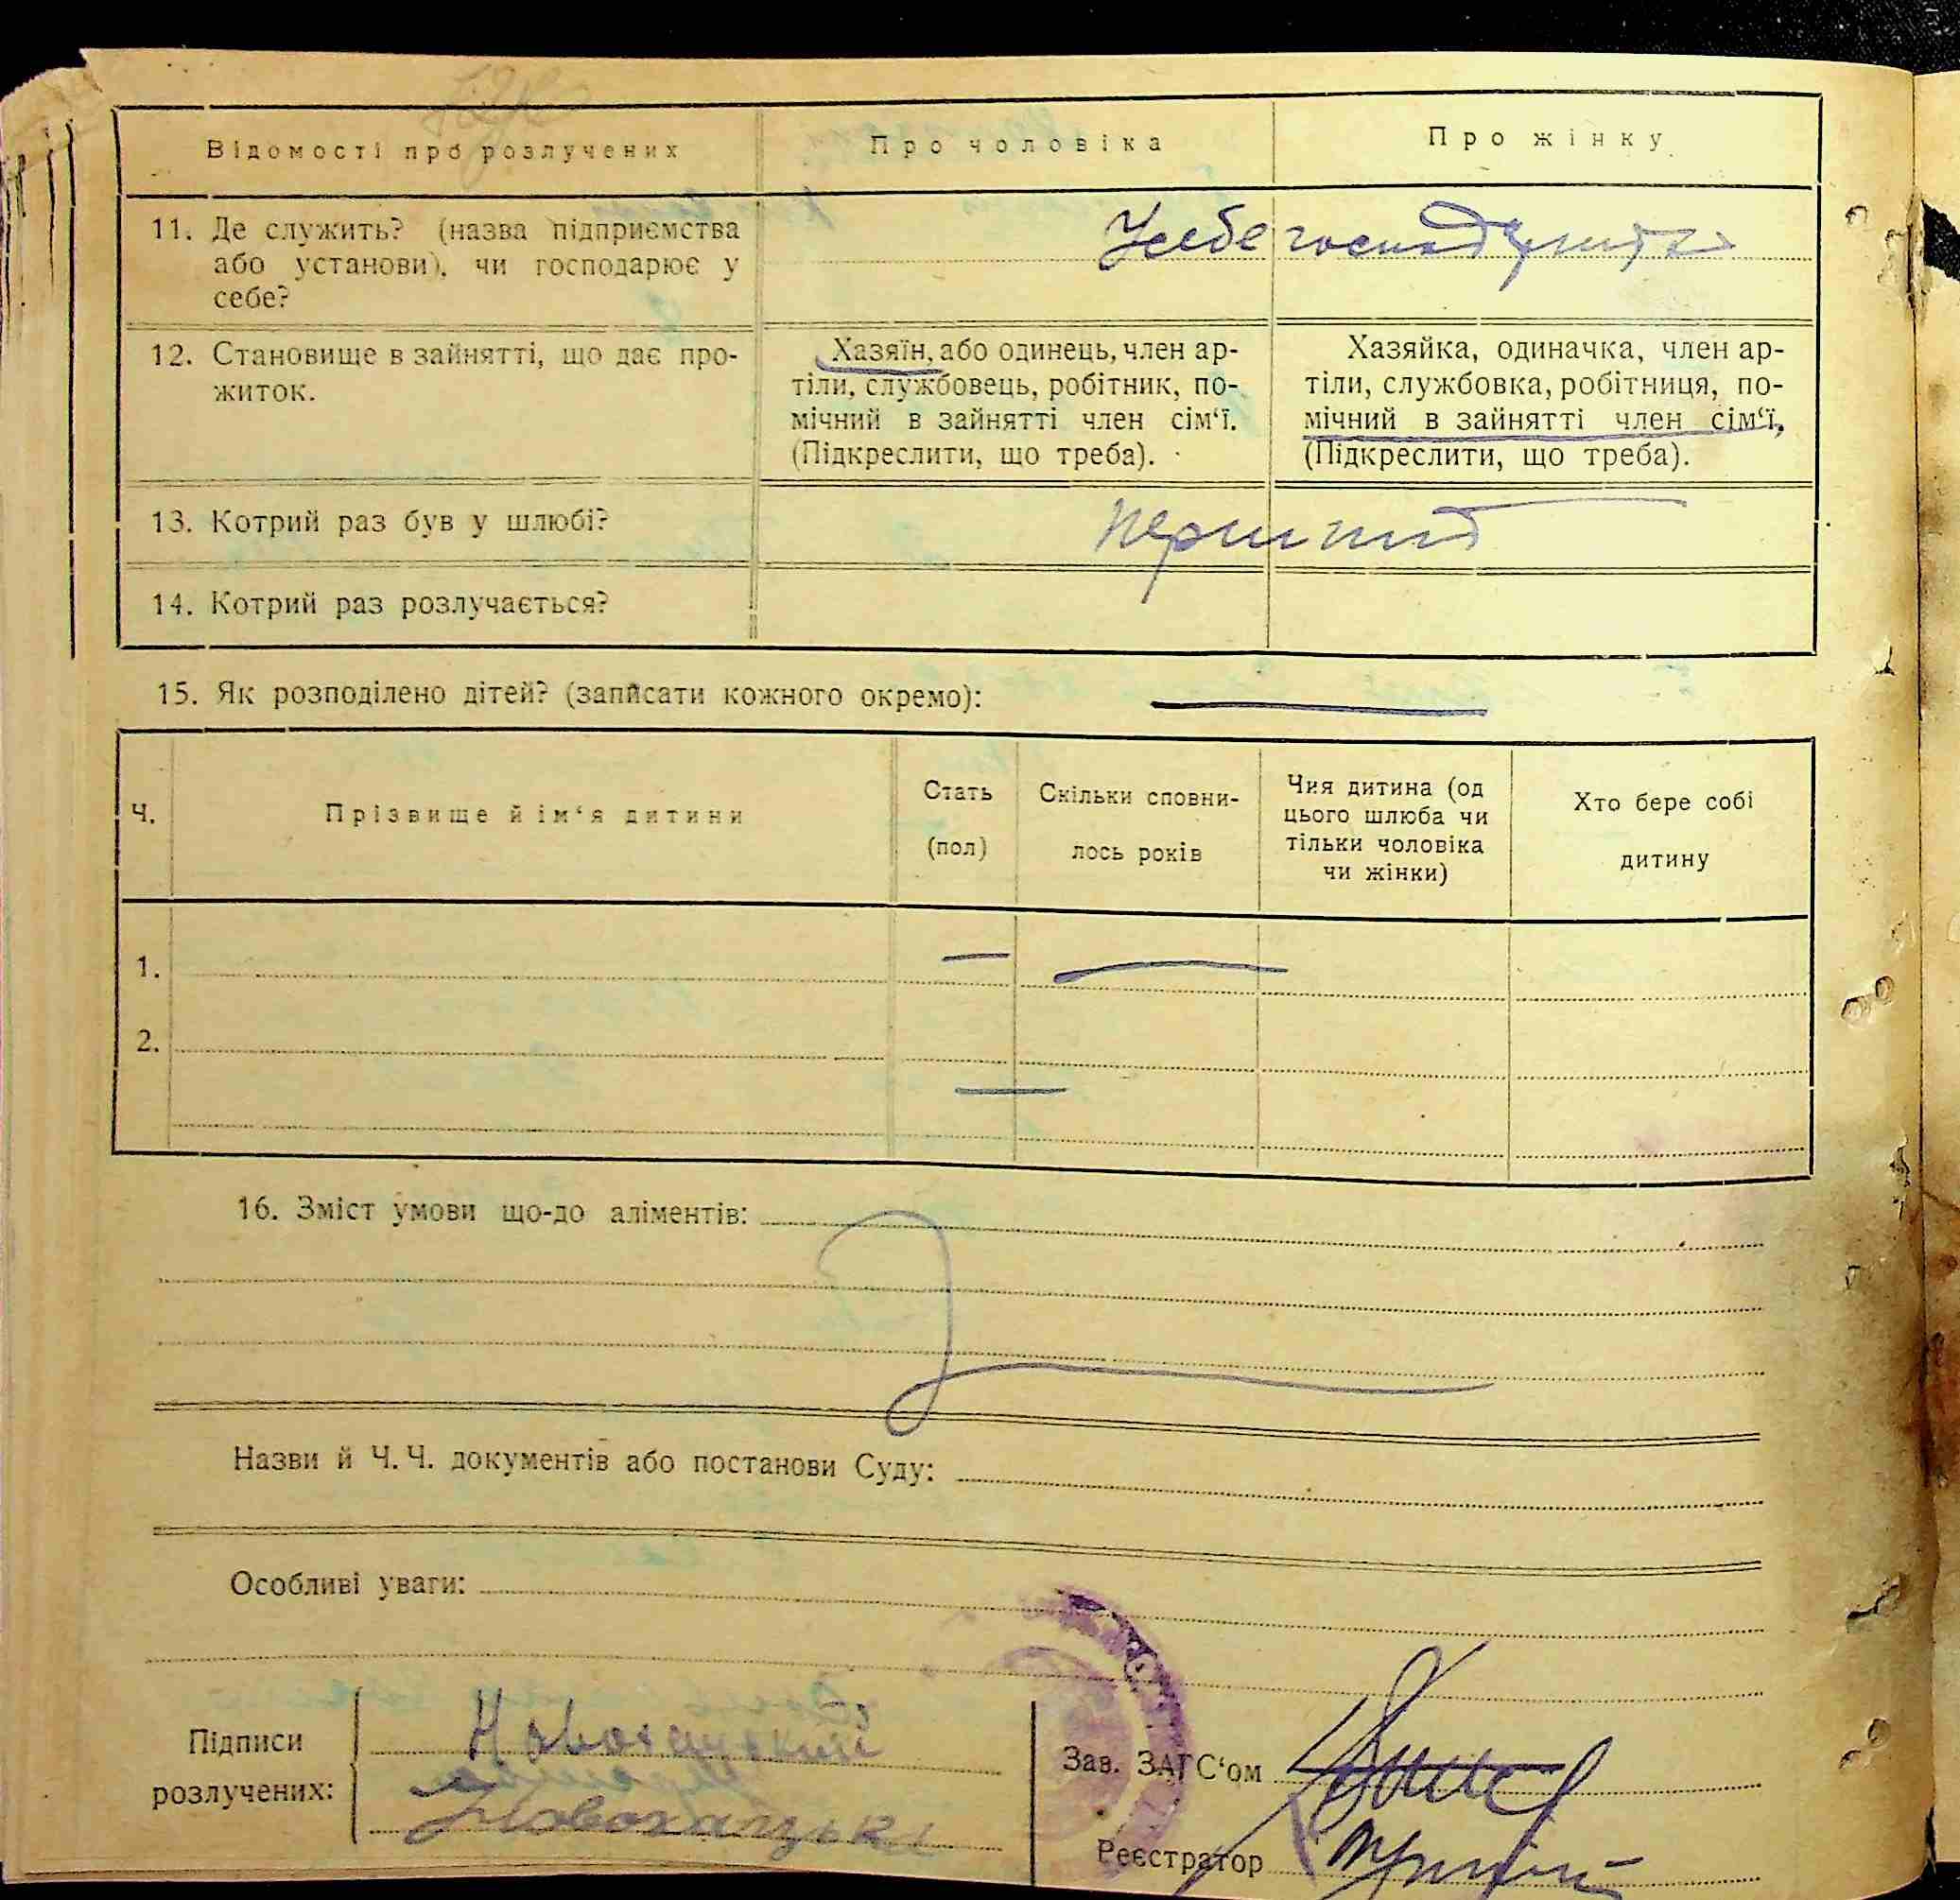 Відомості про розлучених
Про чоловіка
Про жінку
11. Де служить? (назва підприємства
або установи), чи господарює у
себе?
У себе господ
12. Становище в зайнятті, що дає про-
житок.
Хазяїн, або одинець, член ар-
тіли, службовець, робітник, по-
мічний в зайнятті член сім‘ї.
(Підкреслити, що треба).
Хазяйка, одиначка, член ар-
тіли, службовка, робітниця, по-
мічний в зайнятті член сім‘ї,
(Підкреслити, що треба).
13. Котрий раз був у шлюбі?
перший
14. Котрий раз розлучається?
15. Як розподілено дітей? (записати кожного окремо):
Ч.
Прізвище й ім‘я дитини
Стать
(пол)
Скільки сповни-
лось років
Чия дитина (од
цього шлюба чи
тільки чоловіка
чи жінки)
Хто бере собі
дитину
1.
2.
16. Зміст умови що-до аліментів:
Назви й Ч. Ч. документів або постанови Суду:
Особливі уваги:
Підписи
розлучених:
Новохацький
Новохацькі
Зав. ЗАГС‘ом
Реєстратор